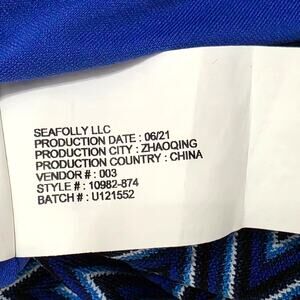 SEAFOLLY LLC
PRODUCTION DATE : 06/21
PRODUCTION CITY : ZHAOQING
PRODUCTION COUNTRY : CHINA
VENDOR # : 003
STYLE # : 10982-874
BATCH# : U121552